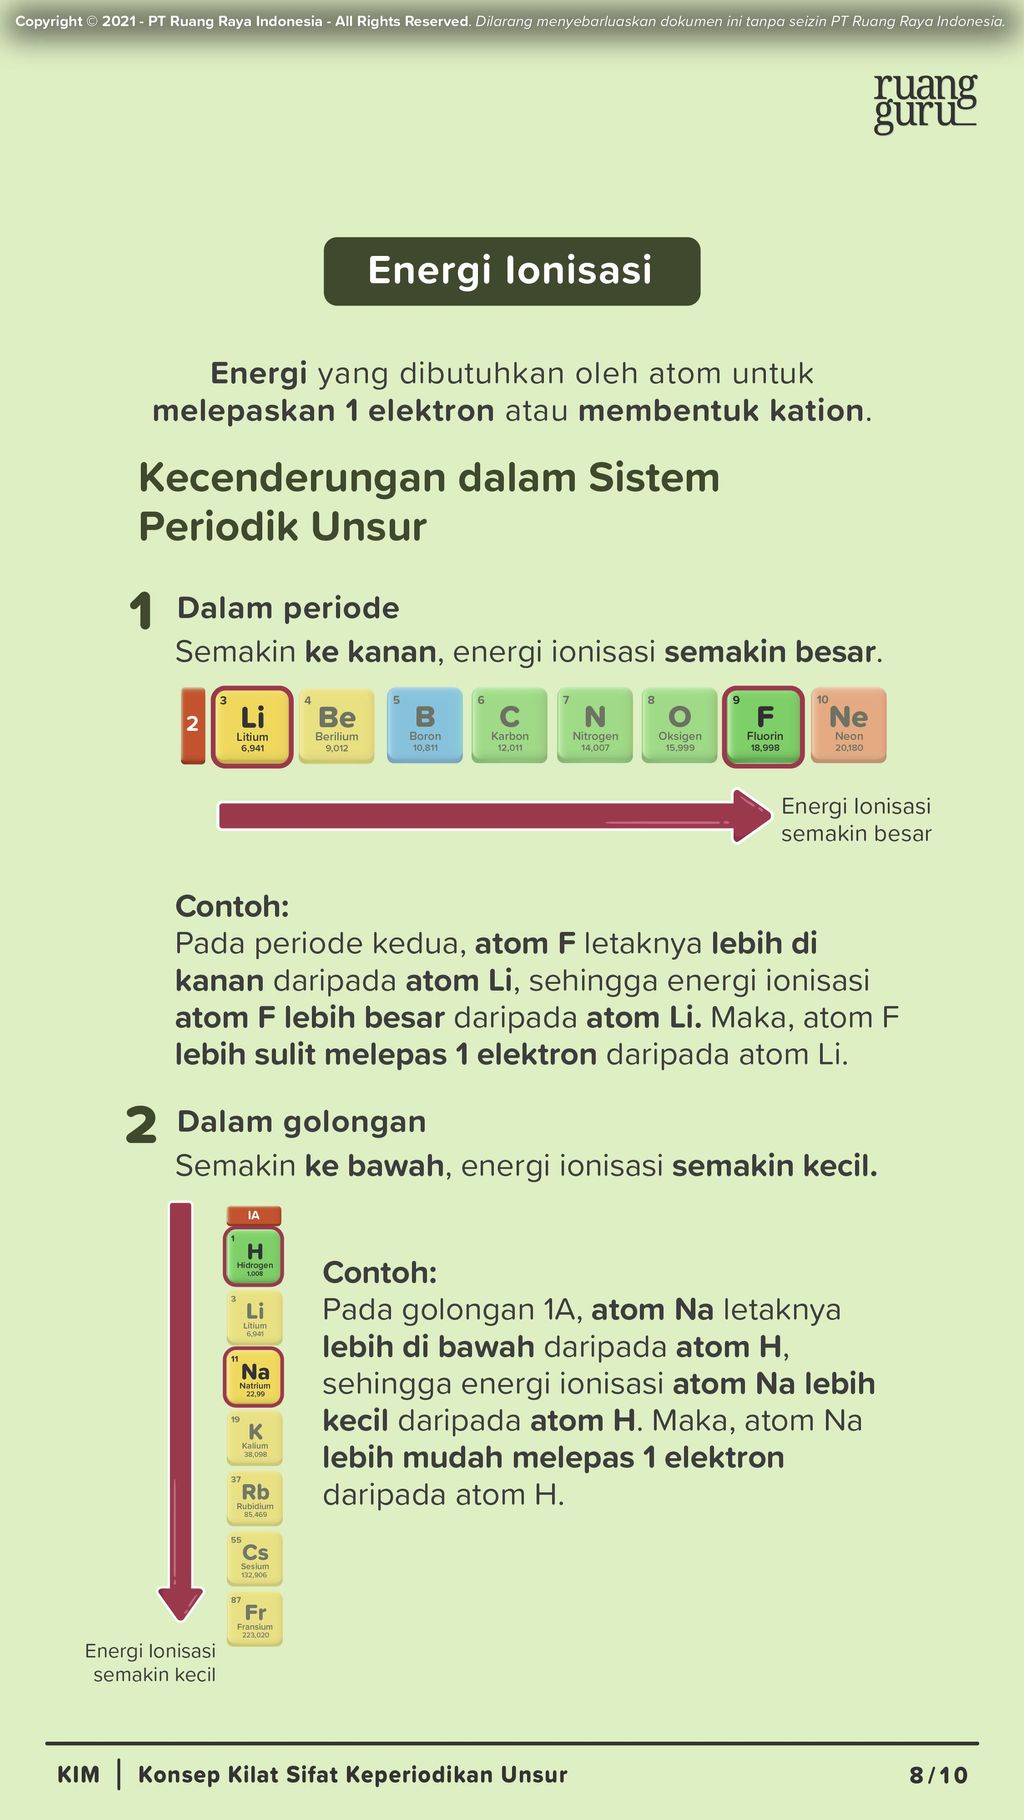 Copyright © 2021 - PT Ruang Raya Indonesia - All Rights Reserved. Dilarang menyebarluaskan dokumen ini tanpa seizin PT Ruang Raya Indonesia.
ruang
guru
Energi Ionisasi
Energi yang dibutuhkan oleh atom untuk
melepaskan 1 elektron atau membentuk kation.
Kecenderungan dalam Sistem
Periodik Unsur
1 Dalam periode
Semakin ke kanan, energi ionisasi semakin besar.
2
3 Li Litium 6,941
4 Be Berilium 9,012
5 B Boron 10,811
6 C Karbon 12,011
7 N Nitrogen 14,007
8 O Oksigen 15,999
9 F Fluorin 18,998
10 Ne Neon 20,180
Energi Ionisasi
semakin besar
Contoh:
Pada periode kedua, atom F letaknya lebih di
kanan daripada atom Li, sehingga energi ionisasi
atom F lebih besar daripada atom Li. Maka, atom F
lebih sulit melepas 1 elektron daripada atom Li.
2 Dalam golongan
Semakin ke bawah, energi ionisasi semakin kecil.
IA
1 H Hidrogen 1,008
3 Li Litium 6,941
11 Na Natrium 22,99
19 K Kalium 38,098
37 Rb Rubidium 85,469
55 Cs Sesium 132,906
87 Fr Fransium 223,020
Energi Ionisasi
semakin kecil
Contoh:
Pada golongan 1A, atom Na letaknya
lebih di bawah daripada atom H,
sehingga energi ionisasi atom Na lebih
kecil daripada atom H. Maka, atom Na
lebih mudah melepas 1 elektron
daripada atom H.
KIM | Konsep Kilat Sifat Keperiodikan Unsur 8/10